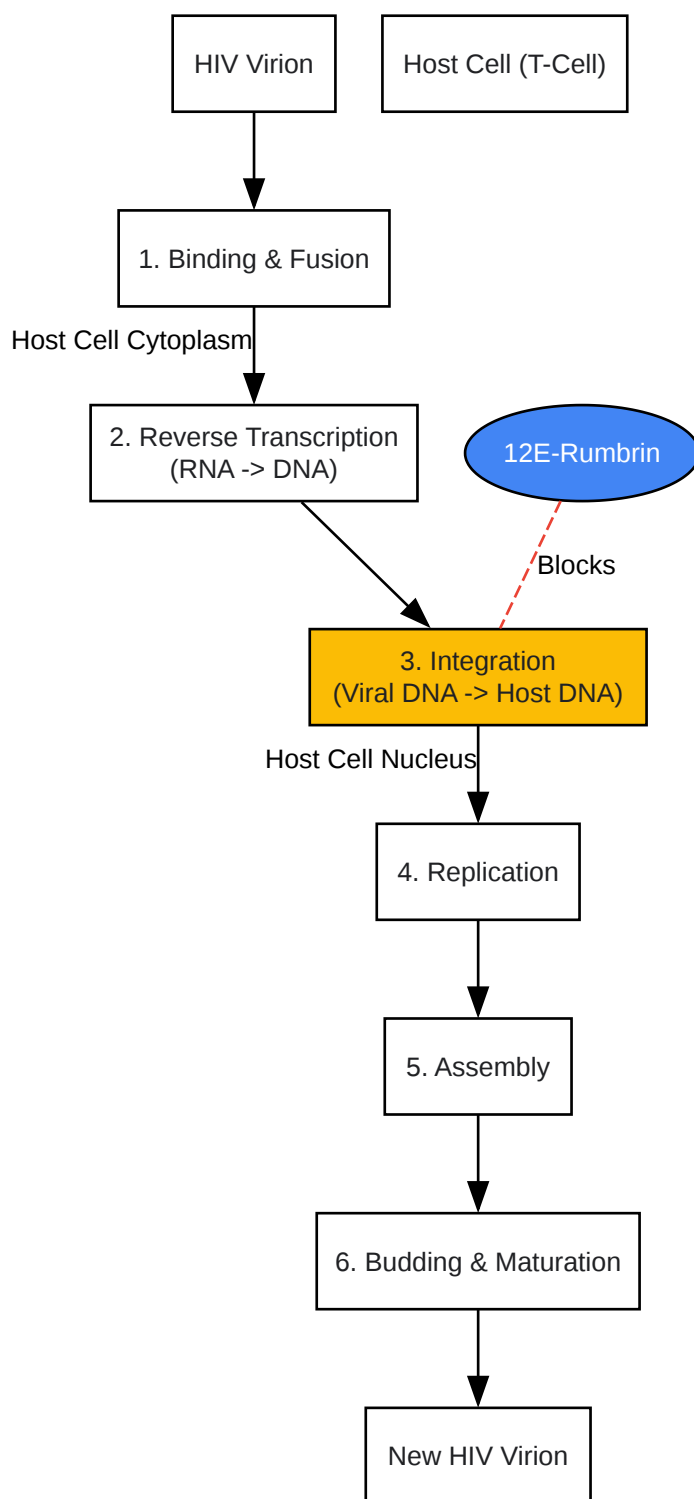 HIV Virion
Host Cell (T-Cell)
1. Binding & Fusion
Host Cell Cytoplasm
2. Reverse Transcription
(RNA -> DNA)
12E-Rumbrin
Blocks
3. Integration
(Viral DNA -> Host DNA)
Host Cell Nucleus
4. Replication
5. Assembly
6. Budding & Maturation
New HIV Virion